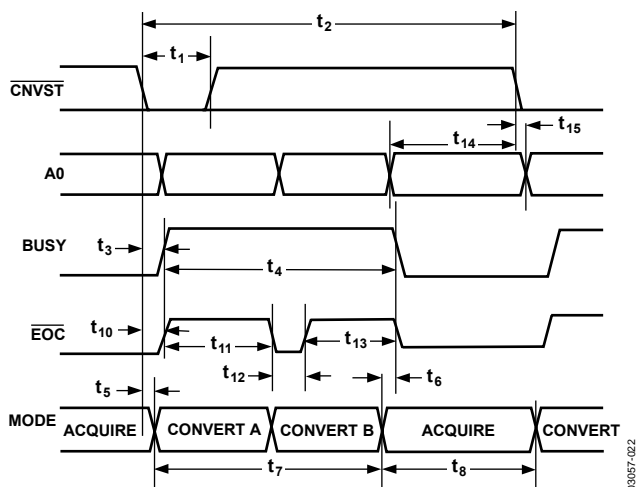 t2
t1
CNVST
t14
t15
A0
BUSY
t3
t4
EOC
t10
t11
t13
t12
t5
t6
MODE
ACQUIRE
CONVERT A
CONVERT B
ACQUIRE
CONVERT
t7
t8
03057-022